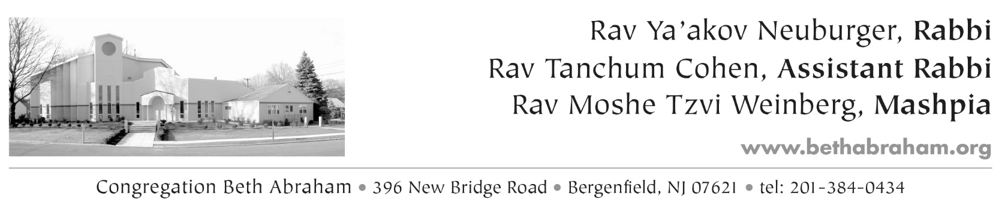 Rav Ya'akov Neuburger, Rabbi
Rav Tanchum Cohen, Assistant Rabbi
Rav Moshe Tzvi Weinberg, Mashpia
www.bethabraham.org
Congregation Beth Abraham • 396 New Bridge Road • Bergenfield, NJ 07621 • tel: 201-384-0434